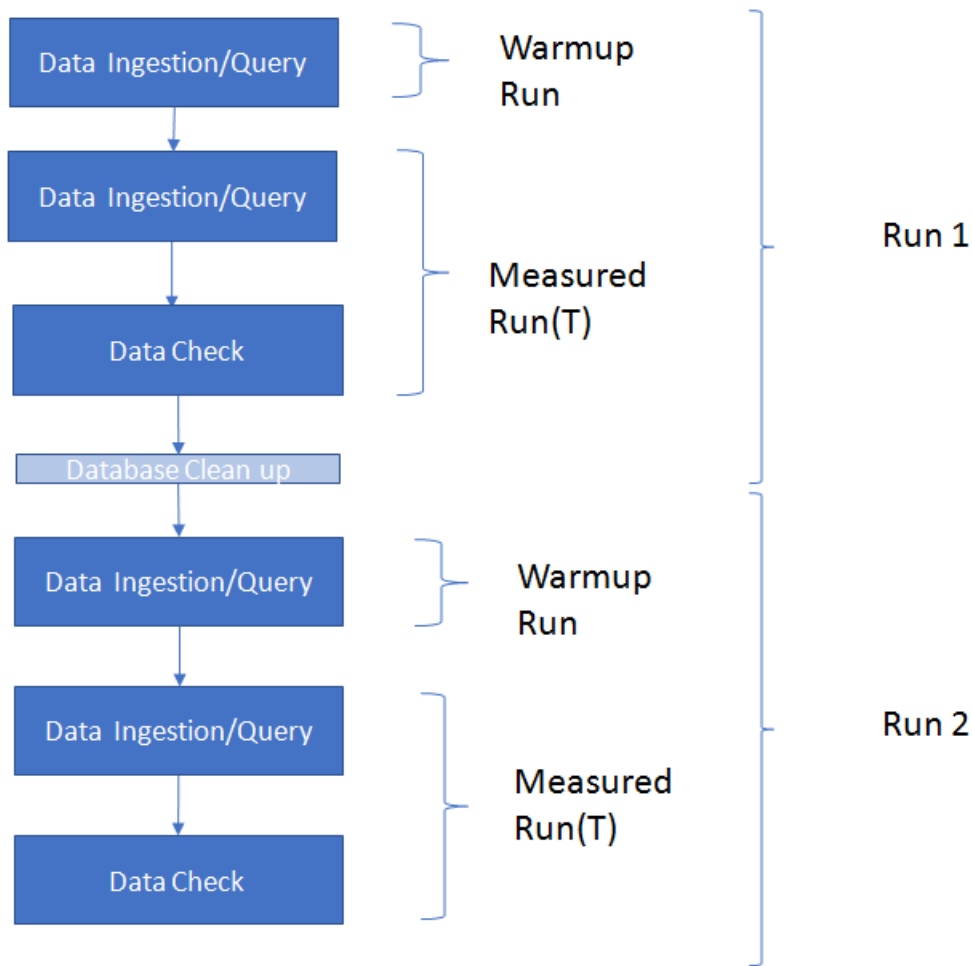 Data Ingestion/Query
Warmup
Run
Data Ingestion/Query
Run 1
Measured
Run(T)
Data Check
Database Clean up
Data Ingestion/Query
Warmup
Run
Data Ingestion/Query
Run 2
Measured
Run(T)
Data Check